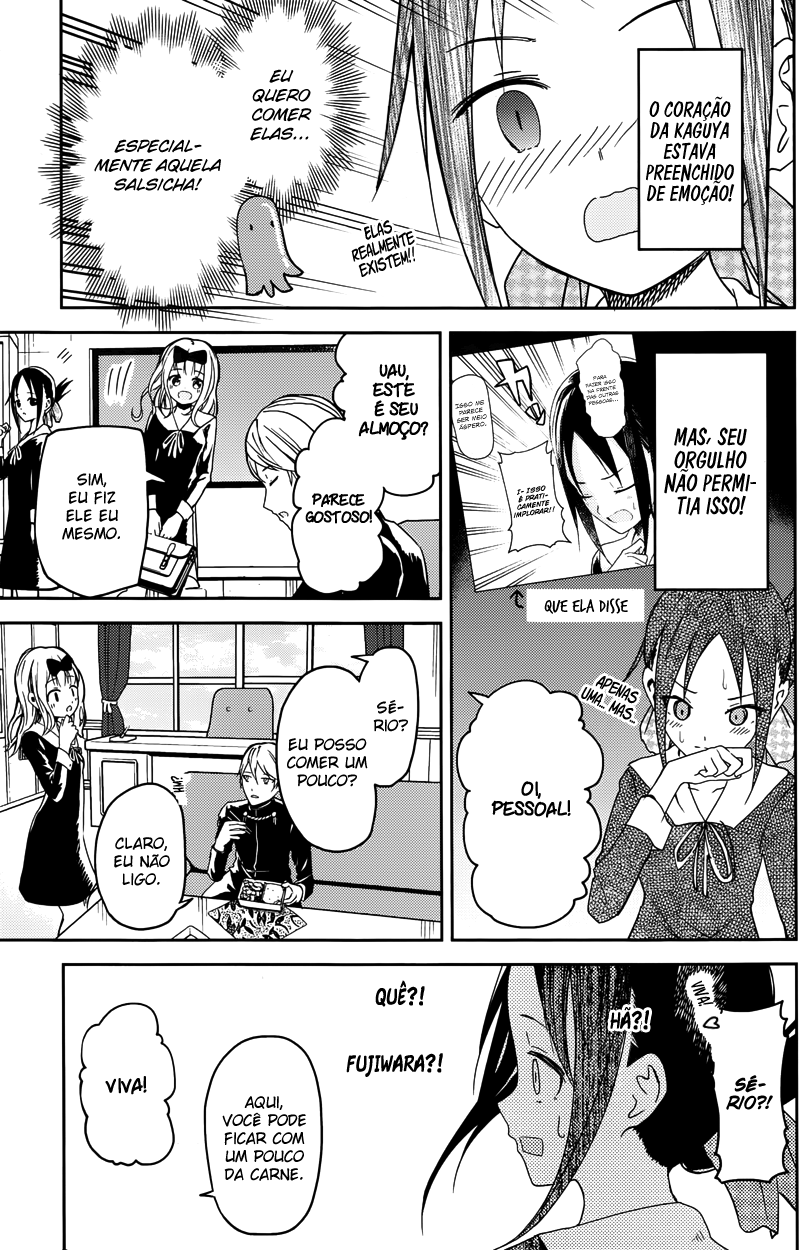 O CORAÇÃO
DA KAGUYA
ESTAVA
PREENCHIDO
DE EMOÇÃO!
EU
QUERO
COMER
ELAS...
ESPECIAL-
MENTE AQUELA
SALSICHA!
ELAS
REALMENTE
EXISTEM!!
MAS, SEU
ORGULHO
NÃO PERMI-
TIA ISSO!
PARA
FAZER ISSO
NA FRENTE
DAS OUTRAS
PESSOAS...
ISSO ME
PARECE
SER MEIO
ÁSPERO.
I- ISSO
É PRATI-
CAMENTE
IMPLORAR!!
QUE ELA DISSE
APENAS
UMA.. MAS..
OI,
PESSOAL!
UAU,
ESTE
É SEU
ALMOÇO?
PARECE
GOSTOSO!
SIM,
EU FIZ
ELE EU
MESMO.
SÉ-
RIO?
EU POSSO
COMER UM
POUCO?
CLARO,
EU NÃO
LIGO.
VIVA!
SÉ-
RIO?!
HÃ?!
QUÊ?!
FUJIWARA?!
AQUI,
VOCÊ PODE
FICAR COM
UM POUCO
DA CARNE.
VIVA!